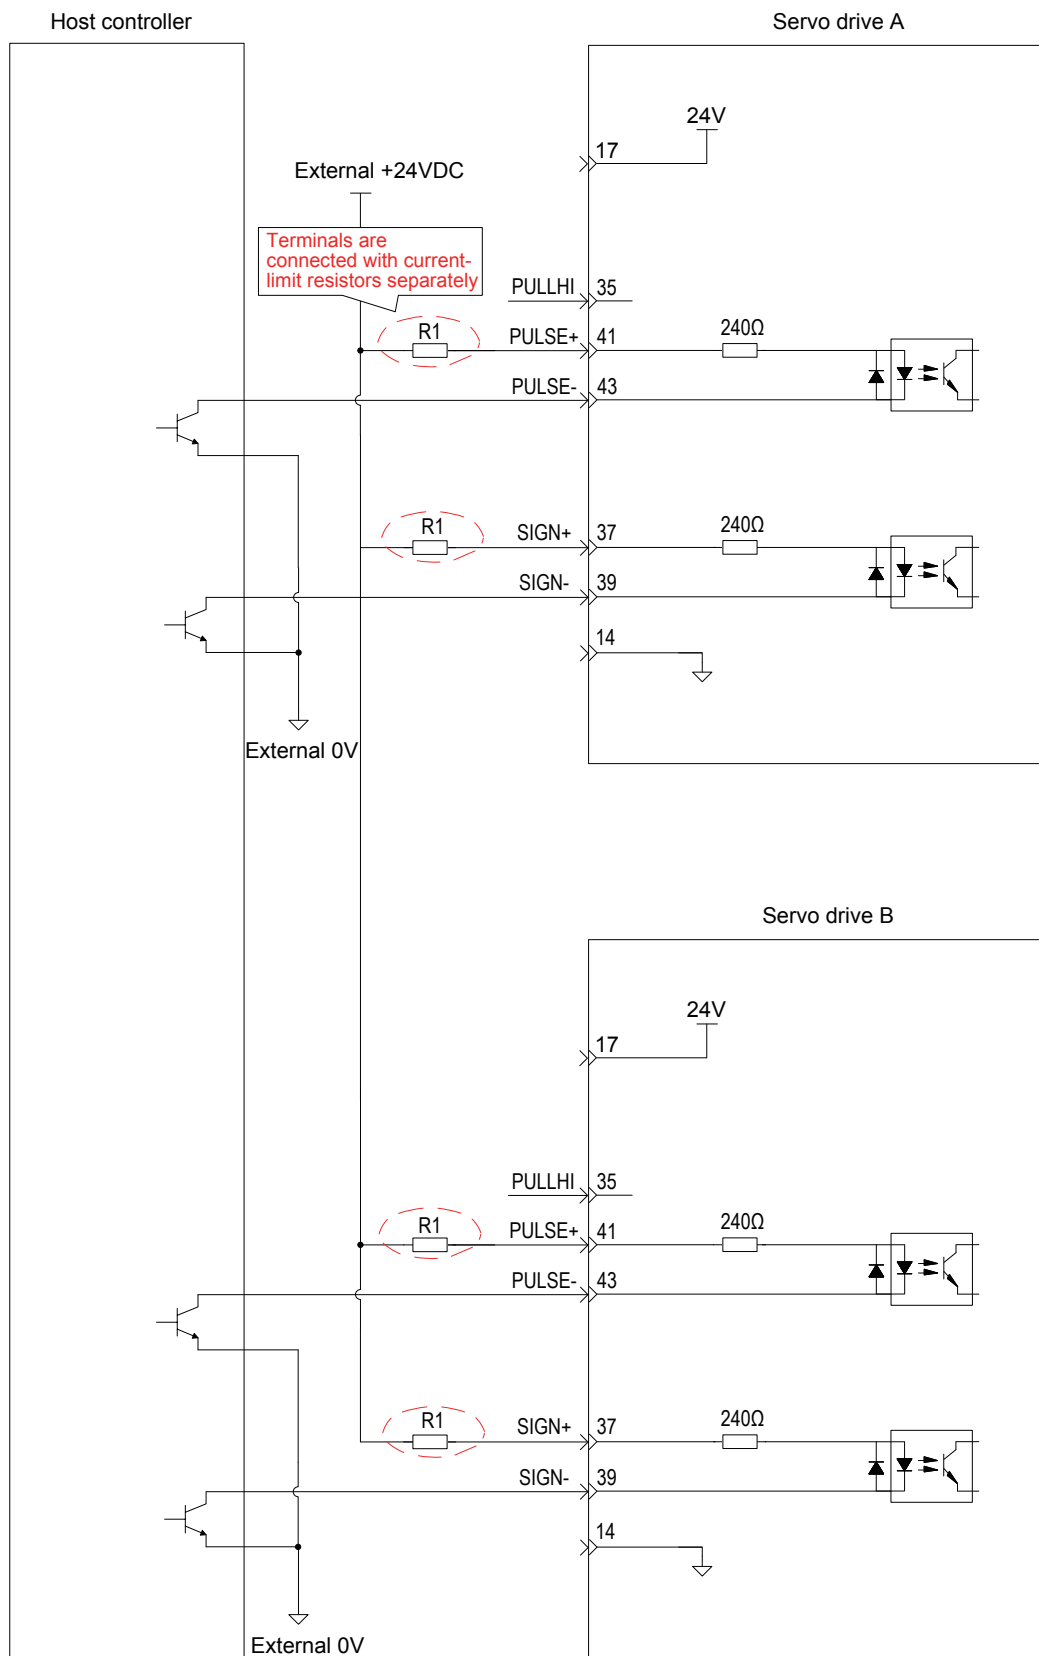 Host controller
Servo drive A
24V
17
External +24VDC
Terminals are
connected with current-
limit resistors separately
PULLHI 35
R1 PULSE+ 41 240Ω
PULSE- 43
R1 SIGN+ 37 240Ω
SIGN- 39
14
External 0V
Servo drive B
24V
17
PULLHI 35
R1 PULSE+ 41 240Ω
PULSE- 43
R1 SIGN+ 37 240Ω
SIGN- 39
14
External 0V